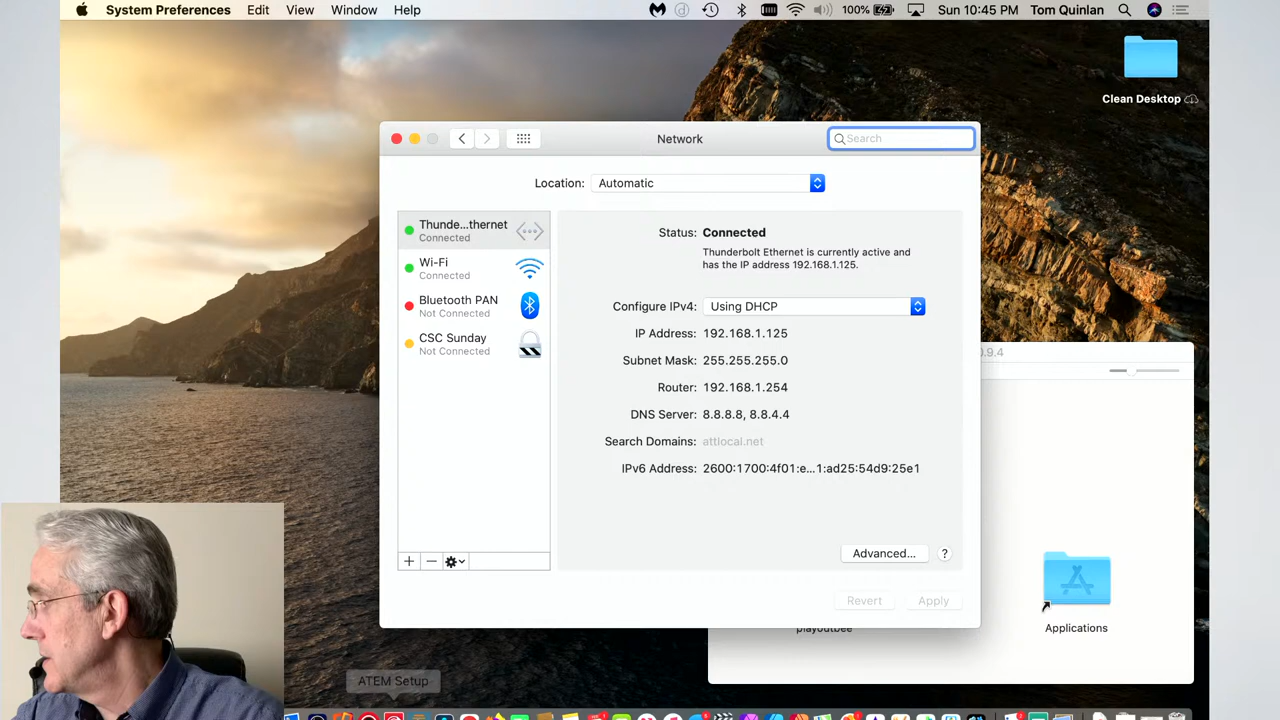 System Preferences Edit View Window Help
100% Sun 10:45 PM Tom Quinlan
Clean Desktop
Network
Search
Location: Automatic
Thunde...thernet
Connected
Wi-Fi
Connected
Bluetooth PAN
Not Connected
CSC Sunday
Not Connected
Status: Connected
Thunderbolt Ethernet is currently active and
has the IP address 192.168.1.125.
Configure IPv4: Using DHCP
IP Address: 192.168.1.125
Subnet Mask: 255.255.255.0
Router: 192.168.1.254
DNS Server: 8.8.8.8, 8.8.4.4
Search Domains: attlocal.net
IPv6 Address: 2600:1700:4f01:e...1:ad25:54d9:25e1
Advanced... ?
Revert Apply
.9.4
playoutbee
Applications
ATEM Setup